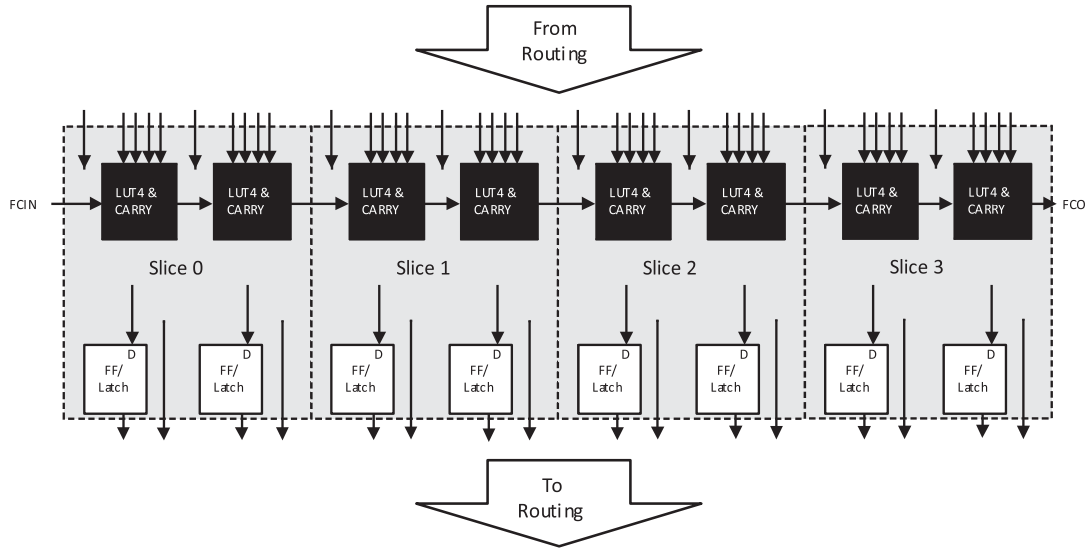 From
Routing
LUT4 &
CARRY
LUT4 &
CARRY
LUT4 &
CARRY
LUT4 &
CARRY
LUT4 &
CARRY
LUT4 &
CARRY
LUT4 &
CARRY
LUT4 &
CARRY
FCIN
FCO
Slice 0
Slice 1
Slice 2
Slice 3
D
FF/
Latch
D
FF/
Latch
D
FF/
Latch
D
FF/
Latch
D
FF/
Latch
D
FF/
Latch
D
FF/
Latch
D
FF/
Latch
To
Routing